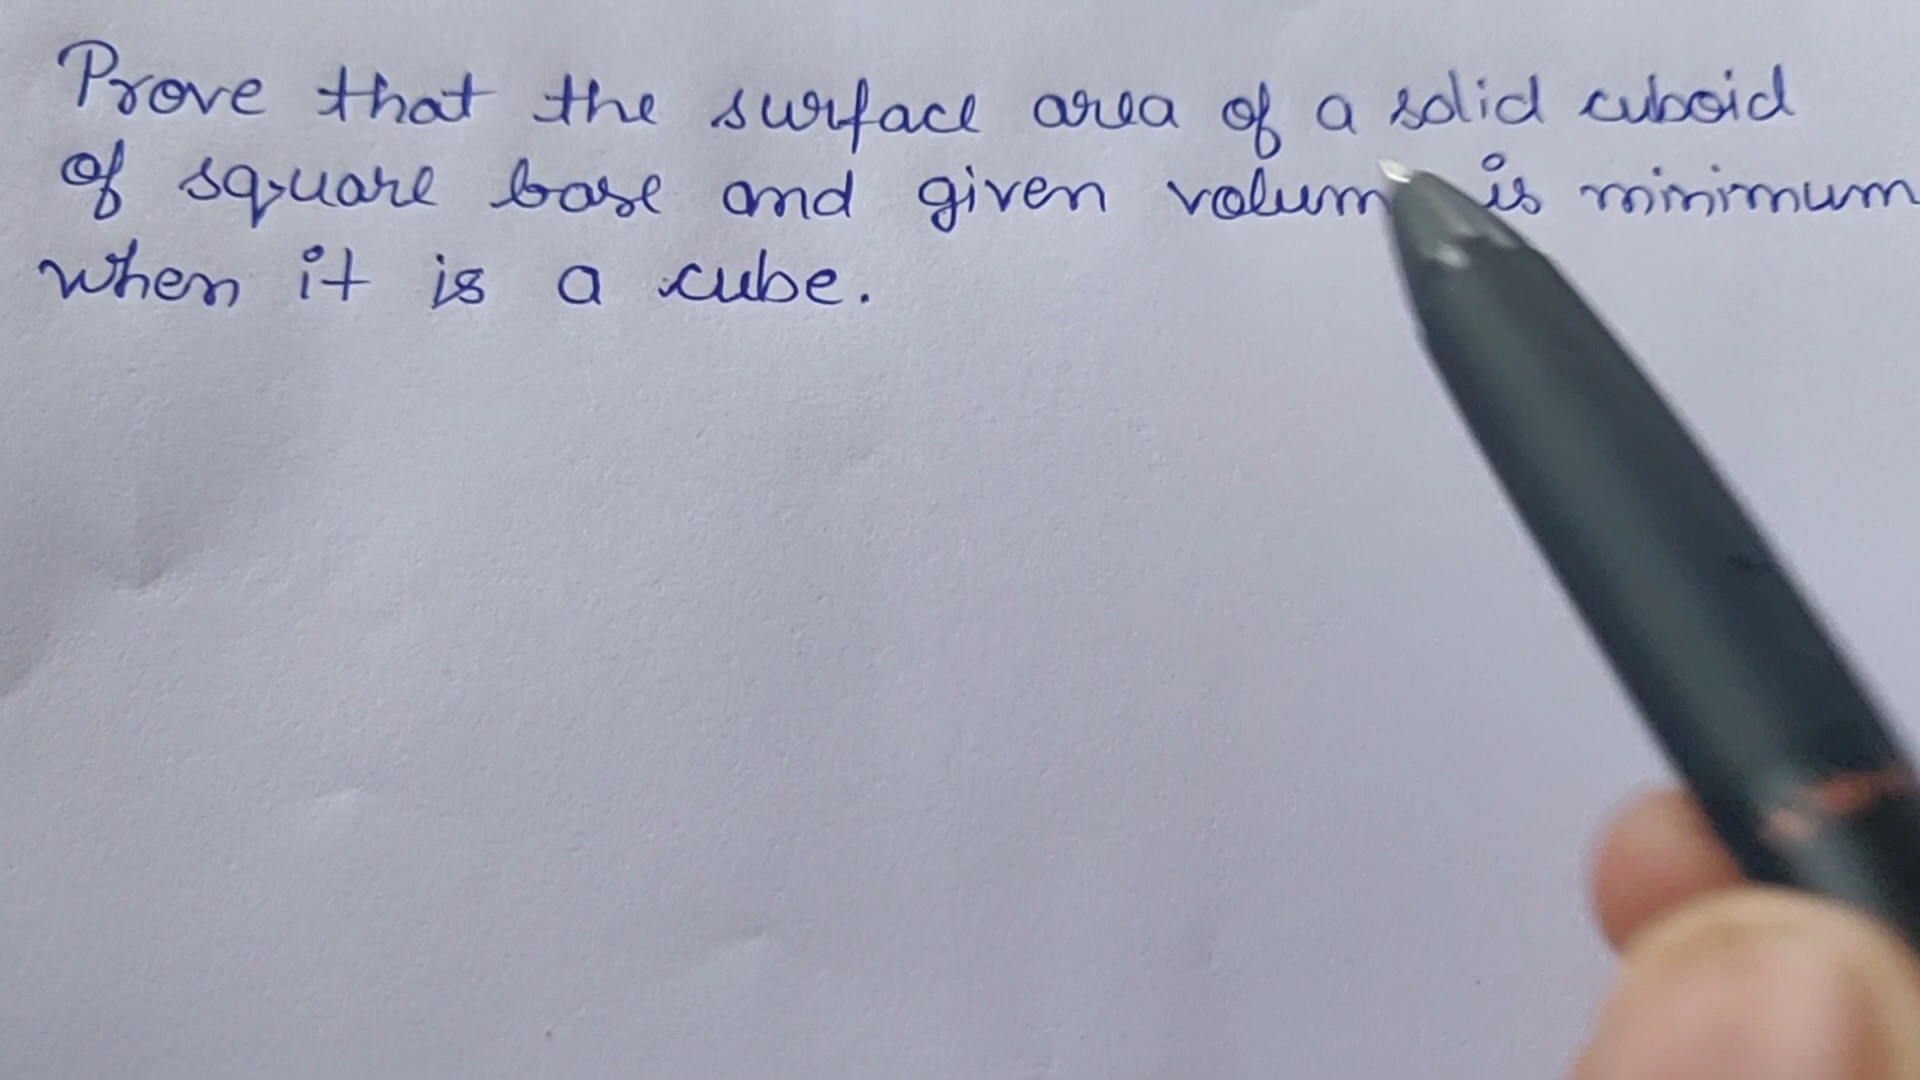 Prove that the surface area of a solid cuboid
of square base and given volum is minimum
when it is a cube.